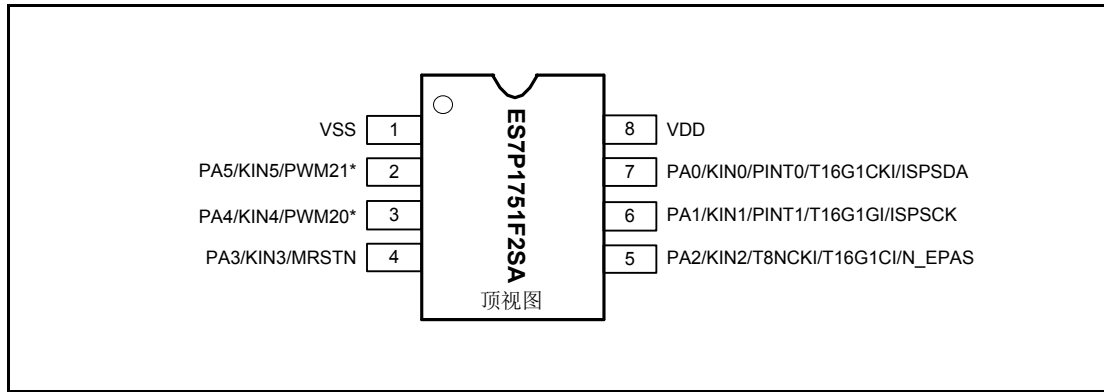 VSS 1
PA5/KIN5/PWM21* 2
PA4/KIN4/PWM20* 3
PA3/KIN3/MRSTN 4
ES7P1751F2SA
顶视图
8 VDD
7 PA0/KIN0/PINT0/T16G1CKI/ISPSDA
6 PA1/KIN1/PINT1/T16G1GI/ISPSCK
5 PA2/KIN2/T8NCKI/T16G1CI/N_EPAS